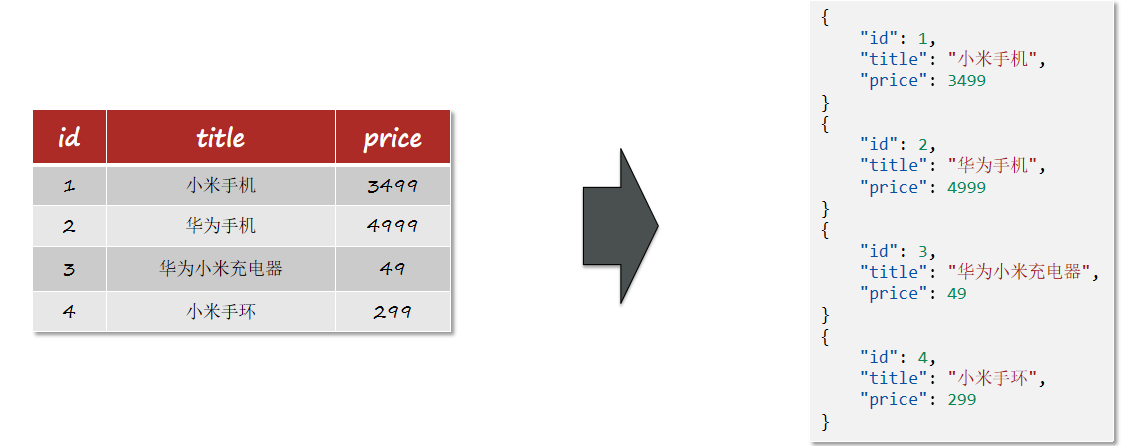 id title price
1 小米手机 3499
2 华为手机 4999
3 华为小米充电器 49
4 小米手环 299
{
    "id": 1,
    "title": "小米手机",
    "price": 3499
}
{
    "id": 2,
    "title": "华为手机",
    "price": 4999
}
{
    "id": 3,
    "title": "华为小米充电器",
    "price": 49
}
{
    "id": 4,
    "title": "小米手环",
    "price": 299
}